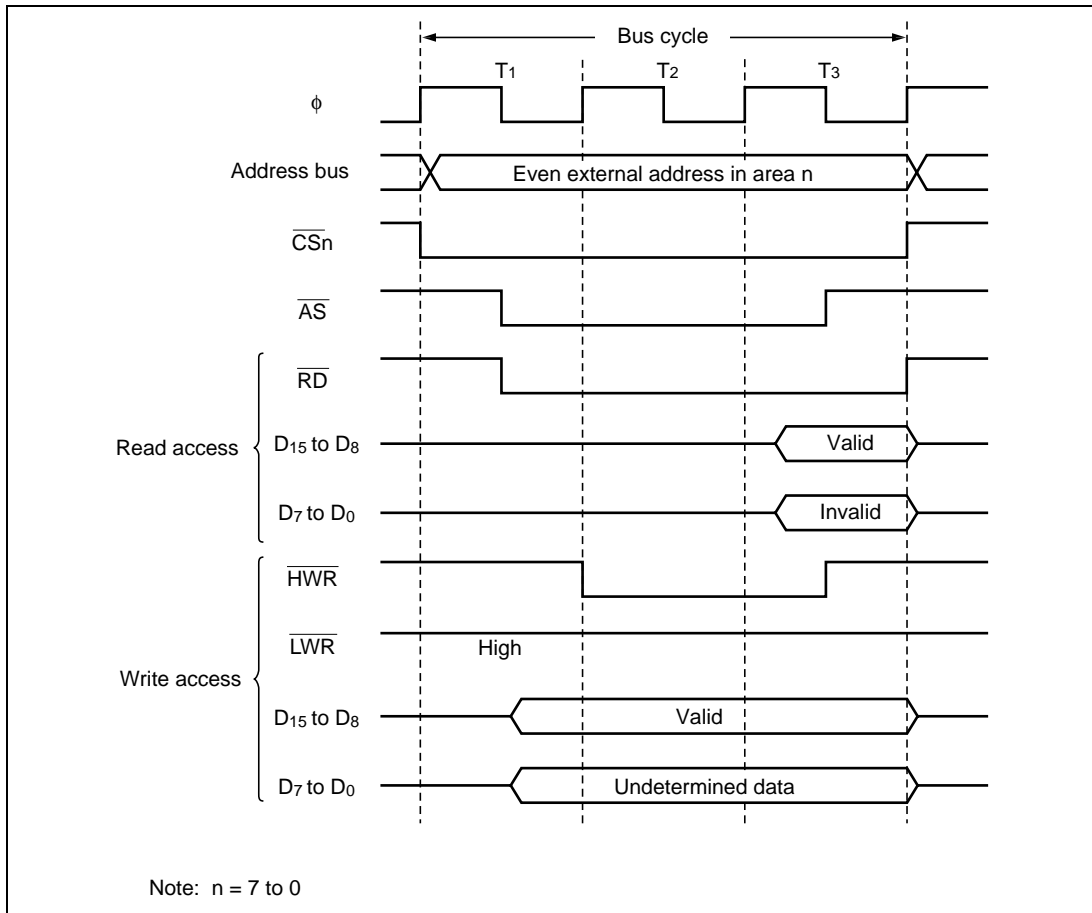 Bus cycle
T1 T2 T3
ϕ
Address bus Even external address in area n
CSn
AS
RD
Read access D15 to D8 Valid
D7 to D0 Invalid
HWR
LWR High
Write access D15 to D8 Valid
D7 to D0 Undetermined data
Note: n = 7 to 0